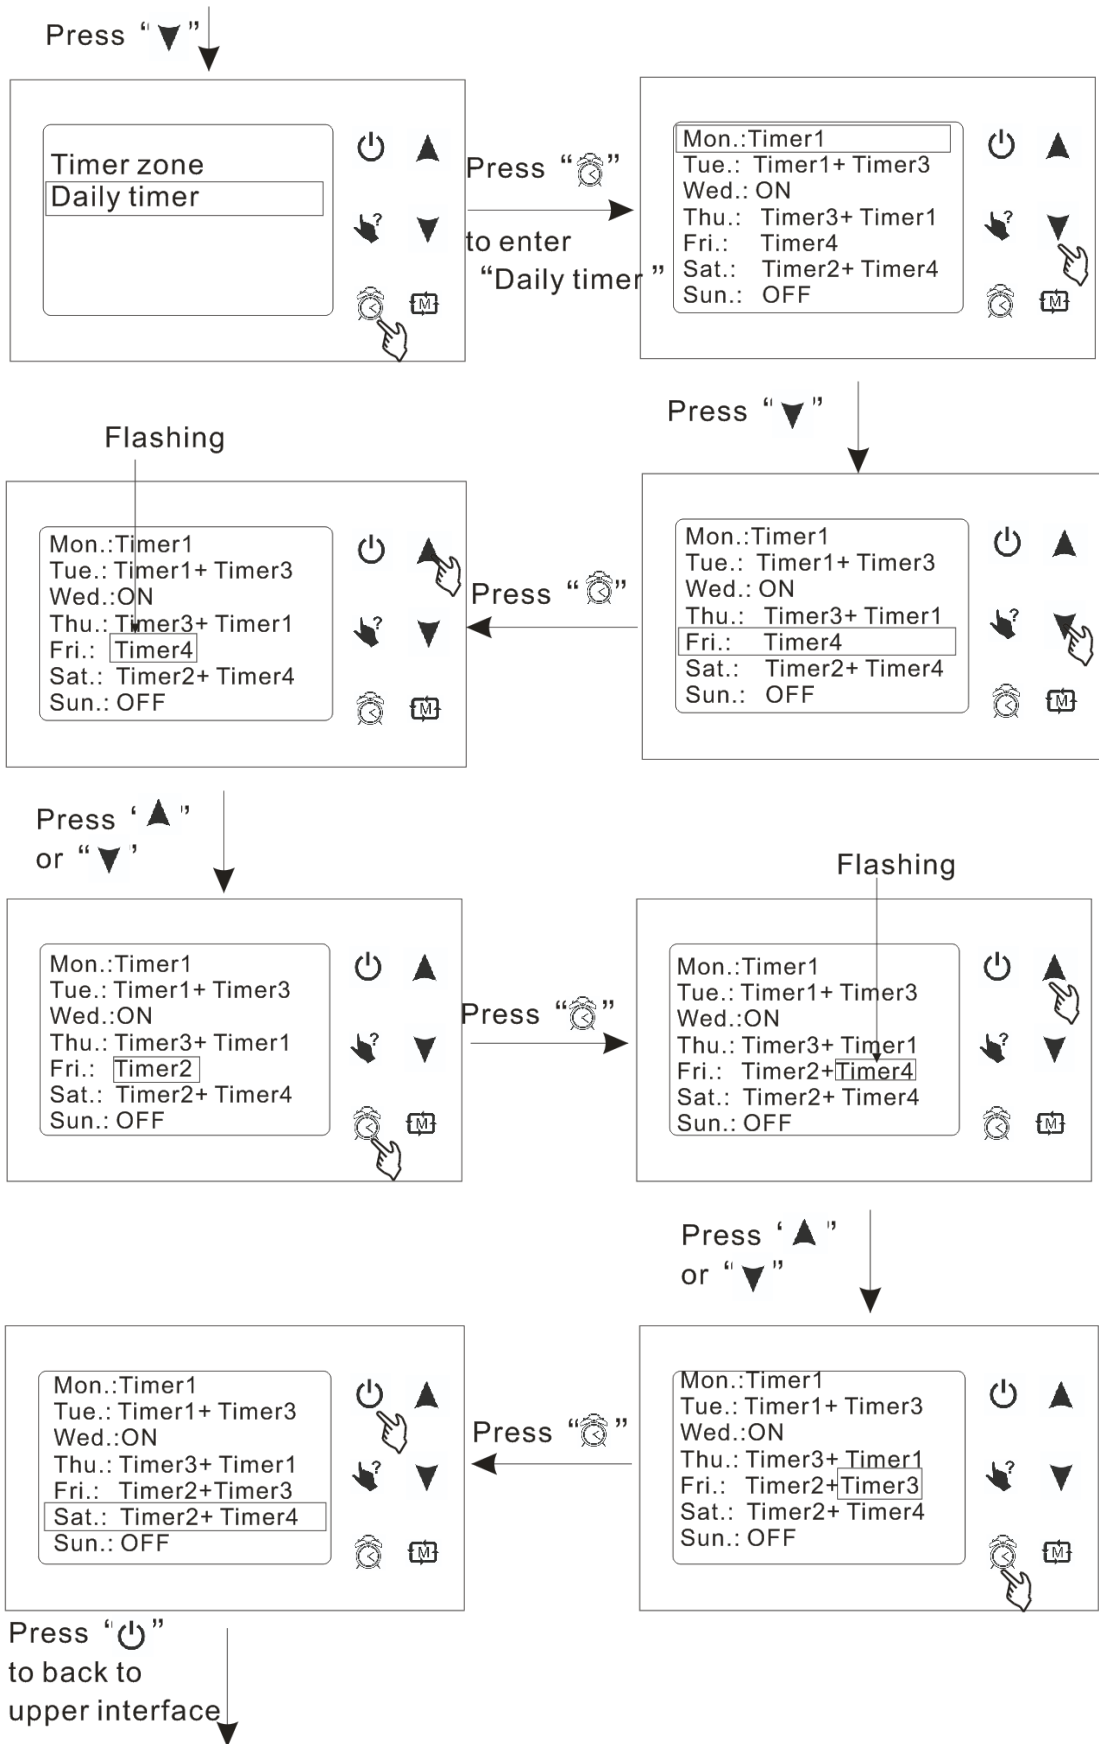 Press “▼”
Timer zone
Daily timer
Press “⏰”
to enter
“Daily timer ”
Mon.:Timer1
Tue.: Timer1+ Timer3
Wed.: ON
Thu.: Timer3+ Timer1
Fri.: Timer4
Sat.: Timer2+ Timer4
Sun.: OFF
?
M
?
M
Press “▼”
Mon.:Timer1
Tue.: Timer1+ Timer3
Wed.: ON
Thu.: Timer3+ Timer1
Fri.: Timer4
Sat.: Timer2+ Timer4
Sun.: OFF
?
M
Press “⏰”
Flashing
Mon.:Timer1
Tue.: Timer1+ Timer3
Wed.:ON
Thu.: Timer3+ Timer1
Fri.: Timer4
Sat.: Timer2+ Timer4
Sun.: OFF
?
M
Press ‘▲”
or “▼’
Mon.:Timer1
Tue.: Timer1+ Timer3
Wed.:ON
Thu.: Timer3+ Timer1
Fri.: Timer2
Sat.: Timer2+ Timer4
Sun.: OFF
?
M
Press “⏰”
Flashing
Mon.:Timer1
Tue.: Timer1+ Timer3
Wed.:ON
Thu.: Timer3+ Timer1
Fri.: Timer2+Timer4
Sat.: Timer2+ Timer4
Sun.: OFF
?
M
Press ‘▲”
or “▼”
Mon.:Timer1
Tue.: Timer1+ Timer3
Wed.:ON
Thu.: Timer3+ Timer1
Fri.: Timer2+Timer3
Sat.: Timer2+ Timer4
Sun.: OFF
?
M
Press “⏰”
Mon.:Timer1
Tue.: Timer1+ Timer3
Wed.:ON
Thu.: Timer3+ Timer1
Fri.: Timer2+Timer3
Sat.: Timer2+ Timer4
Sun.: OFF
?
M
Press “⏻”
to back to
upper interface